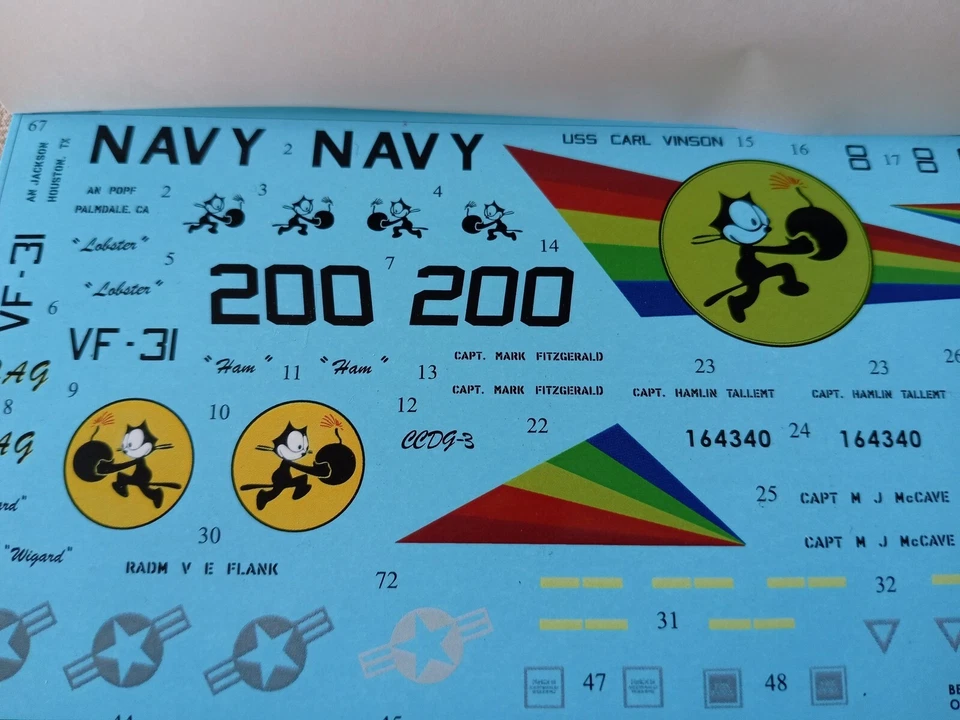 67
NAVY
2
NAVY
USS CARL VINSON
15
16
8
17
8
AN JACKSON
HOUSTON, TX
AN POPF
PALMDALE, CA
2
3
4
"Lobster"
5
14
VF-31
7
200
200
"Lobster"
6
VF-31
"Ham"
11
"Ham"
13
CAPT. MARK FITZGERALD
CAPT. MARK FITZGERALD
23
23
26
CAPT. HAMLIN TALLEMT
CAPT. HAMLIN TALLEMT
AG
9
8
10
12
CCDG-3
22
164340
24
164340
AG
25
CAPT M J McCAVE
CAPT M J McCAVE
"Wigard"
30
RADM V E FLANK
72
32
31
47
48